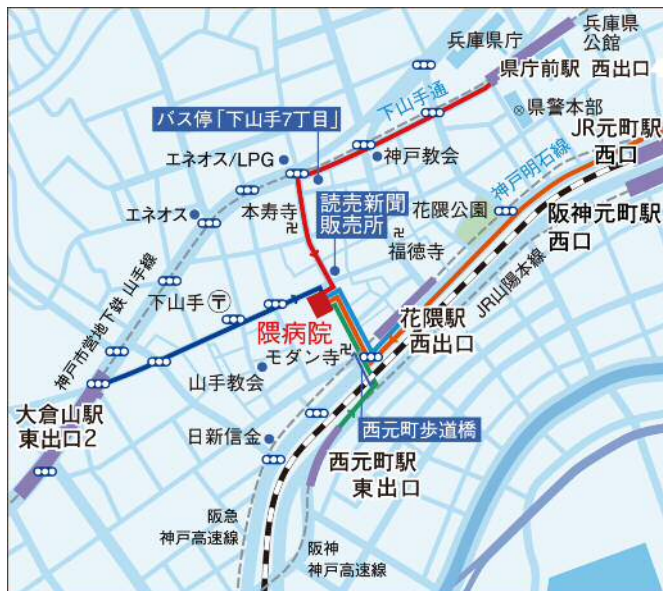 兵庫県
公館
兵庫県庁
県庁前駅 西出口
下山手通
県警本部
バス停「下山手7丁目」
JR元町駅
西口
エネオス/LPG
神戸教会
神戸明石線
読売新聞
販売所
花隈公園
阪神元町駅
西口
エネオス
本寿寺
福徳寺
JR山陽本線
神戸市営地下鉄 山手線
下山手〒
隈病院
花隈駅
西出口
モダン寺
山手教会
大倉山駅
東出口2
日新信金
西元町歩道橋
西元町駅
東出口
阪急
神戸高速線
阪神
神戸高速線